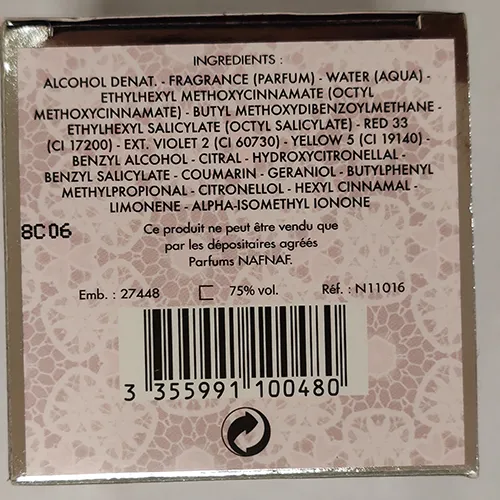 INGREDIENTS :
ALCOHOL DENAT. - FRAGRANCE (PARFUM) - WATER (AQUA) -
ETHYLHEXYL METHOXYCINNAMATE (OCTYL
METHOXYCINNAMATE) - BUTYL METHOXYDIBENZOYLMETHANE -
ETHYLHEXYL SALICYLATE (OCTYL SALICYLATE) - RED 33
(CI 17200) - EXT. VIOLET 2 (CI 60730) - YELLOW 5 (CI 19140) -
BENZYL ALCOHOL - CITRAL - HYDROXYCITRONELLAL -
BENZYL SALICYLATE - COUMARIN - GERANIOL - BUTYLPHENYL
METHYLPROPIONAL - CITRONELLOL - HEXYL CINNAMAL -
LIMONENE - ALPHA-ISOMETHYL IONONE
8C06
Ce produit ne peut être vendu que
par les dépositaires agréés
Parfums NAFNAF.
Emb. : 27448 75% vol. Réf. : N11016
3 355991 100480